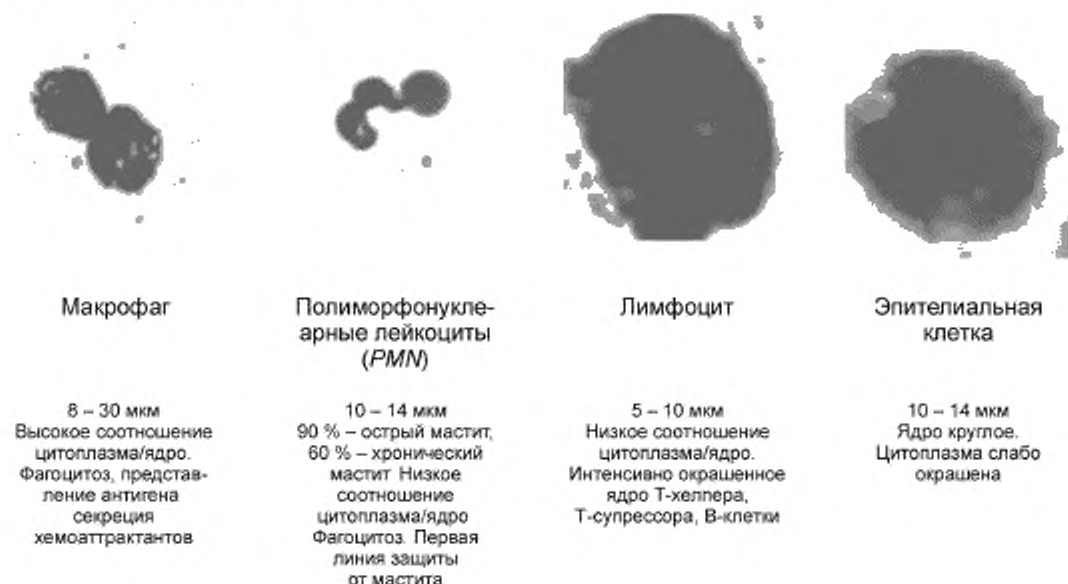 Макрофаг
8 – 30 мкм
Высокое соотношение
цитоплазма/ядро.
Фагоцитоз, представ-
ление антигена
секреция
хемоаттрактантов
Полиморфонукле-
арные лейкоциты
(PMN)
10 – 14 мкм
90 % – острый мастит,
60 % – хронический
мастит Низкое
соотношение
цитоплазма/ядро
Фагоцитоз. Первая
линия защиты
от мастита
Лимфоцит
5 – 10 мкм
Низкое соотношение
цитоплазма/ядро.
Интенсивно окрашенное
ядро Т-хелпера,
Т-супрессора, В-клетки
Эпителиальная
клетка
10 – 14 мкм
Ядро круглое.
Цитоплазма слабо
окрашена